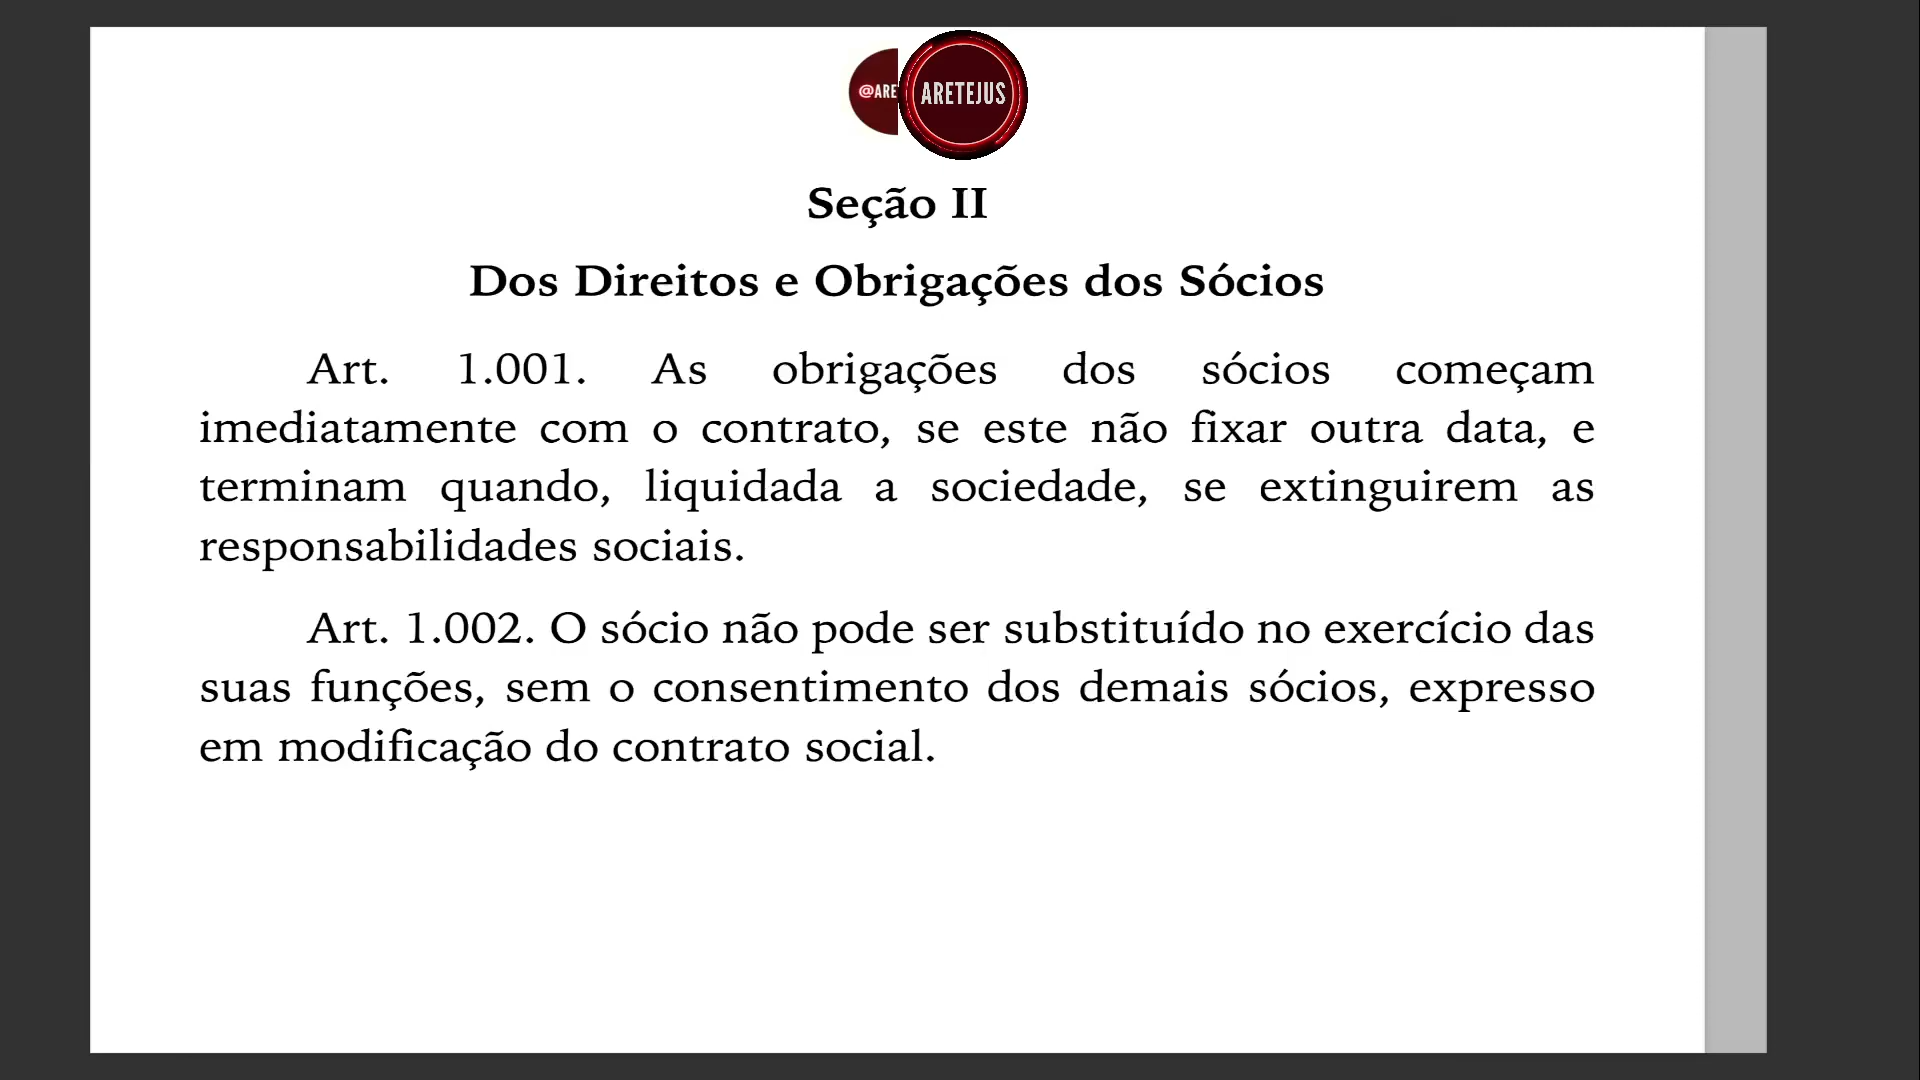 @ARE
ARETEJUS
Seção II
Dos Direitos e Obrigações dos Sócios
Art. 1.001. As obrigações dos sócios começam
imediatamente com o contrato, se este não fixar outra data, e
terminam quando, liquidada a sociedade, se extinguirem as
responsabilidades sociais.
Art. 1.002. O sócio não pode ser substituído no exercício das
suas funções, sem o consentimento dos demais sócios, expresso
em modificação do contrato social.